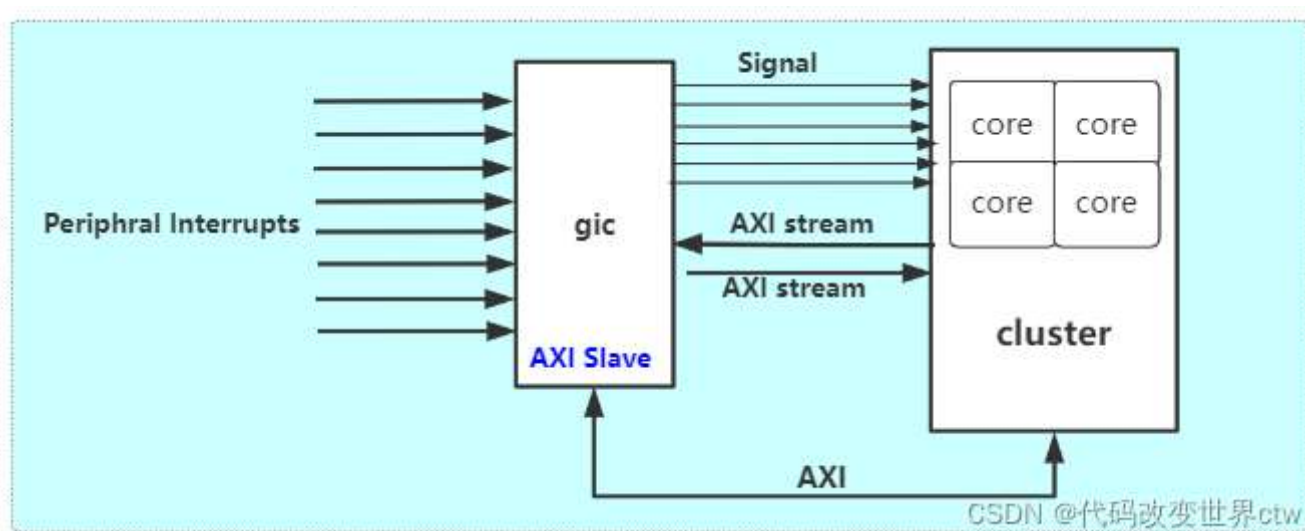 Signal
core core
core core
Periphral Interrupts
gic
AXI stream
AXI stream
cluster
AXI Slave
AXI
CSDN @代码改变世界ctw